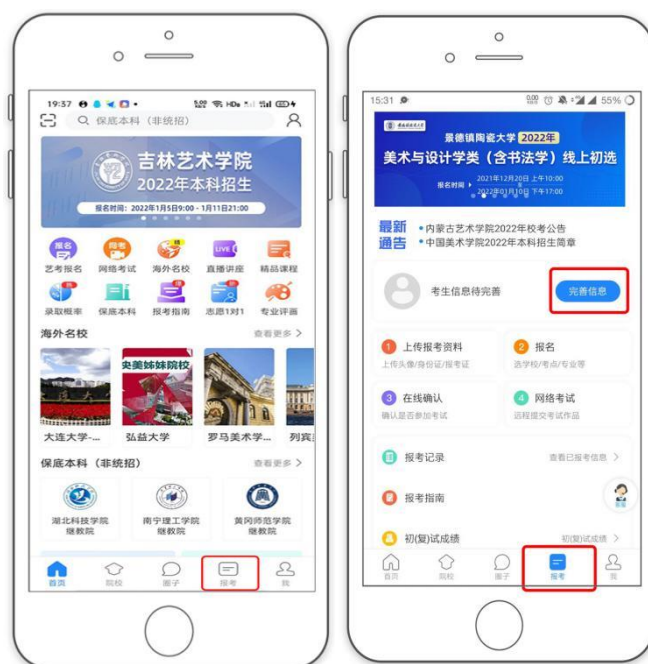 19:37
保底本科（非统招）
吉林艺术学院
2022年本科招生
报名时间：2022年1月5日9:00 - 1月11日21:00
报名
网考
LIVE
艺考报名 网络考试 海外名校 直播讲座 精品课程
录取概率 保底本科 报考指南 志愿1对1 专业评画
海外名校 查看更多 >
央美姊妹院校
大连大学-... 弘益大学 罗马美术学... 列宾
保底本科（非统招） 查看更多 >
湖北科技学院 南宁理工学院 黄冈师范学院
继教院 继教院 继教院
首页 院校 圈子 报考 我
15:31 55%
景德镇陶瓷大学 2022年
美术与设计学类（含书法学）线上初选
报名时间
2021年12月20日 上午10:00
2022年01月10日 下午17:00
最新
通告
•内蒙古艺术学院2022年校考公告
•中国美术学院2022年本科招生简章
考生信息待完善 完善信息
1 上传报考资料
上传头像/身份证/报考证
2 报名
选学校/考点/专业等
3 在线确认
确认是否参加考试
4 网络考试
远程提交考试作品
报考记录 查看已报考信息 >
报考指南
客服
初(复)试成绩 初(复)试成绩 >
首页 院校 圈子 报考 我